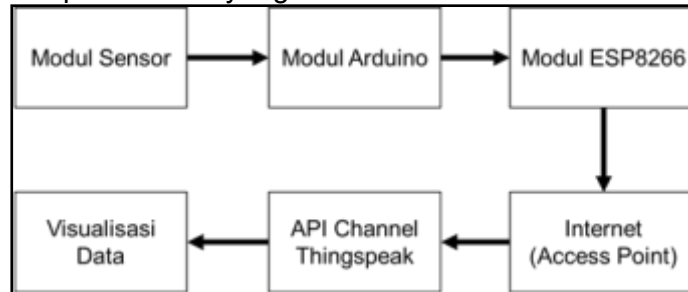 Modul Sensor
Modul Arduino
Modul ESP8266
Visualisasi
Data
API Channel
Thingspeak
Internet
(Access Point)